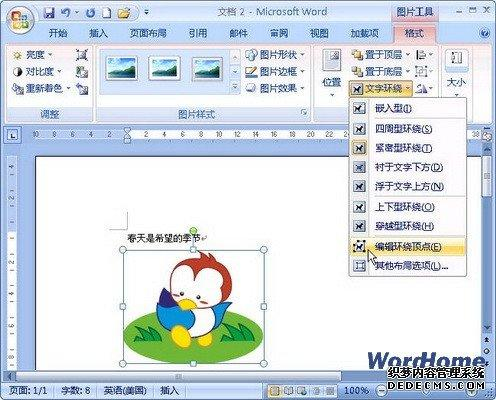 文档 2 - Microsoft Word
图片工具
开始 插入 页面布局 引用 邮件 审阅 视图 加载项 格式
亮度
对比度
重新着色
调整
图片形状
图片边框
图片效果
图片样式
位置
置于顶层
置于底层
文字环绕
大小
嵌入型(I)
四周型环绕(S)
紧密型环绕(T)
衬于文字下方(D)
浮于文字上方(N)
上下型环绕(O)
穿越型环绕(H)
编辑环绕顶点(E)
其他布局选项(L)...
春天是希望的季节
WordHome
织梦内容管理系统
DEDECMS.COM
页面: 1/1 字数: 8 英语(美国) 插入 100%